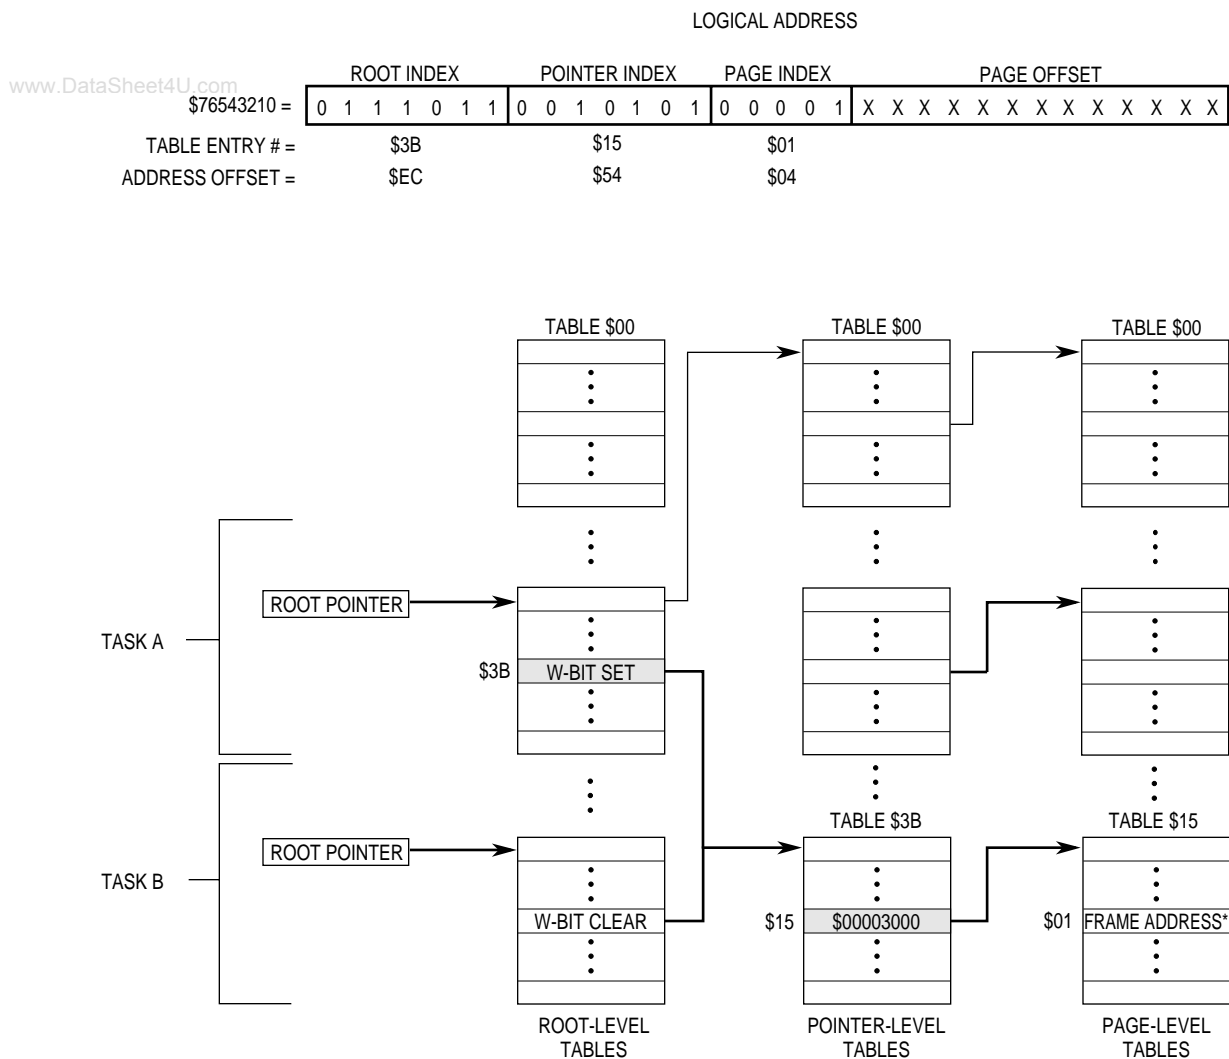 LOGICAL ADDRESS
www.DataSheet4U.com
ROOT INDEX POINTER INDEX PAGE INDEX PAGE OFFSET
$76543210 = 0 1 1 1 0 1 1 0 0 1 0 1 0 1 0 0 0 0 1 X X X X X X X X X X X X X
TABLE ENTRY # = $3B $15 $01
ADDRESS OFFSET = $EC $54 $04
TABLE $00 TABLE $00 TABLE $00
ROOT POINTER
TASK A
$3B W-BIT SET
TABLE $3B TABLE $15
ROOT POINTER
TASK B
W-BIT CLEAR $15 $00003000 $01 FRAME ADDRESS*
ROOT-LEVEL TABLES
POINTER-LEVEL TABLES
PAGE-LEVEL TABLES